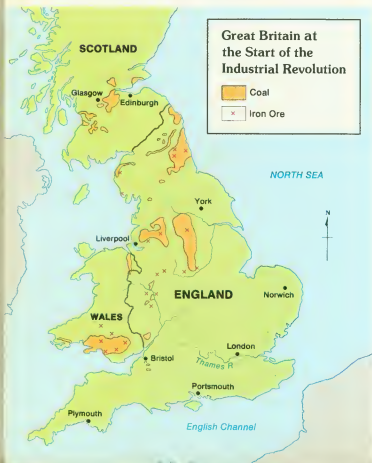 Great Britain at
the Start of the
Industrial Revolution
Coal
Iron Ore
SCOTLAND
Glasgow
Edinburgh
NORTH SEA
York
N
Liverpool
ENGLAND
Norwich
WALES
London
Bristol
Thames R
Portsmouth
Plymouth
English Channel